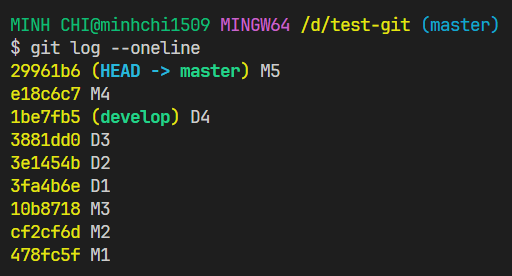 MINH CHI@minhchi1509 MINGW64 /d/test-git (master)
$ git log --oneline
29961b6 (HEAD -> master) M5
e18c6c7 M4
1be7fb5 (develop) D4
3881dd0 D3
3e1454b D2
3fa4b6e D1
10b8718 M3
cf2cf6d M2
478fc5f M1